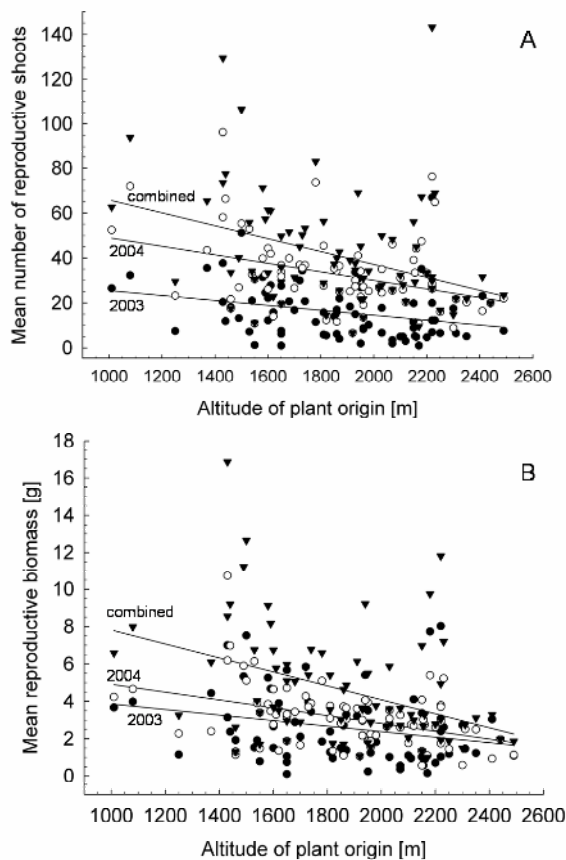 A
140
120
100
80
60
40
20
0
combined
2004
2003
Mean number of reproductive shoots
1000 1200 1400 1600 1800 2000 2200 2400 2600
Altitude of plant origin [m]
B
18
16
14
12
10
8
6
4
2
0
combined
2004
2003
Mean reproductive biomass [g]
1000 1200 1400 1600 1800 2000 2200 2400 2600
Altitude of plant origin [m]